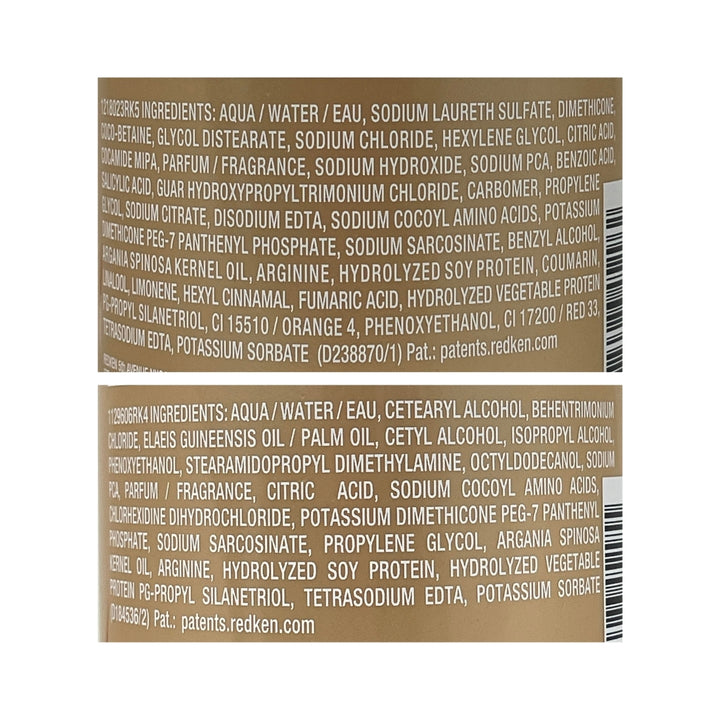 1218023RK5 INGREDIENTS: AQUA / WATER / EAU, SODIUM LAURETH SULFATE, DIMETHICONE,
COCO-BETAINE, GLYCOL DISTEARATE, SODIUM CHLORIDE, HEXYLENE GLYCOL, CITRIC ACID,
COCAMIDE MIPA, PARFUM / FRAGRANCE, SODIUM HYDROXIDE, SODIUM PCA, BENZOIC ACID,
SALICYLIC ACID, GUAR HYDROXYPROPYLTRIMONIUM CHLORIDE, CARBOMER, PROPYLENE
GLYCOL, SODIUM CITRATE, DISODIUM EDTA, SODIUM COCOYL AMINO ACIDS, POTASSIUM
DIMETHICONE PEG-7 PANTHENYL PHOSPHATE, SODIUM SARCOSINATE, BENZYL ALCOHOL,
ARGANIA SPINOSA KERNEL OIL, ARGININE, HYDROLYZED SOY PROTEIN, COUMARIN,
LINALOOL, LIMONENE, HEXYL CINNAMAL, FUMARIC ACID, HYDROLYZED VEGETABLE PROTEIN
PG-PROPYL SILANETRIOL, CI 15510 / ORANGE 4, PHENOXYETHANOL, CI 17200 / RED 33,
TETRASODIUM EDTA, POTASSIUM SORBATE (D238870/1) Pat.: patents.redken.com
REDKEN 5th AVENUE
1129606RK4 INGREDIENTS: AQUA / WATER / EAU, CETEARYL ALCOHOL, BEHENTRIMONIUM
CHLORIDE, ELAEIS GUINEENSIS OIL / PALM OIL, CETYL ALCOHOL, ISOPROPYL ALCOHOL,
PHENOXYETHANOL, STEARAMIDOPROPYL DIMETHYLAMINE, OCTYLDODECANOL, SODIUM
PCA, PARFUM / FRAGRANCE, CITRIC ACID, SODIUM COCOYL AMINO ACIDS,
CHLORHEXIDINE DIHYDROCHLORIDE, POTASSIUM DIMETHICONE PEG-7 PANTHENYL
PHOSPHATE, SODIUM SARCOSINATE, PROPYLENE GLYCOL, ARGANIA SPINOSA
KERNEL OIL, ARGININE, HYDROLYZED SOY PROTEIN, HYDROLYZED VEGETABLE
PROTEIN PG-PROPYL SILANETRIOL, TETRASODIUM EDTA, POTASSIUM SORBATE
(D184536/2) Pat.: patents.redken.com